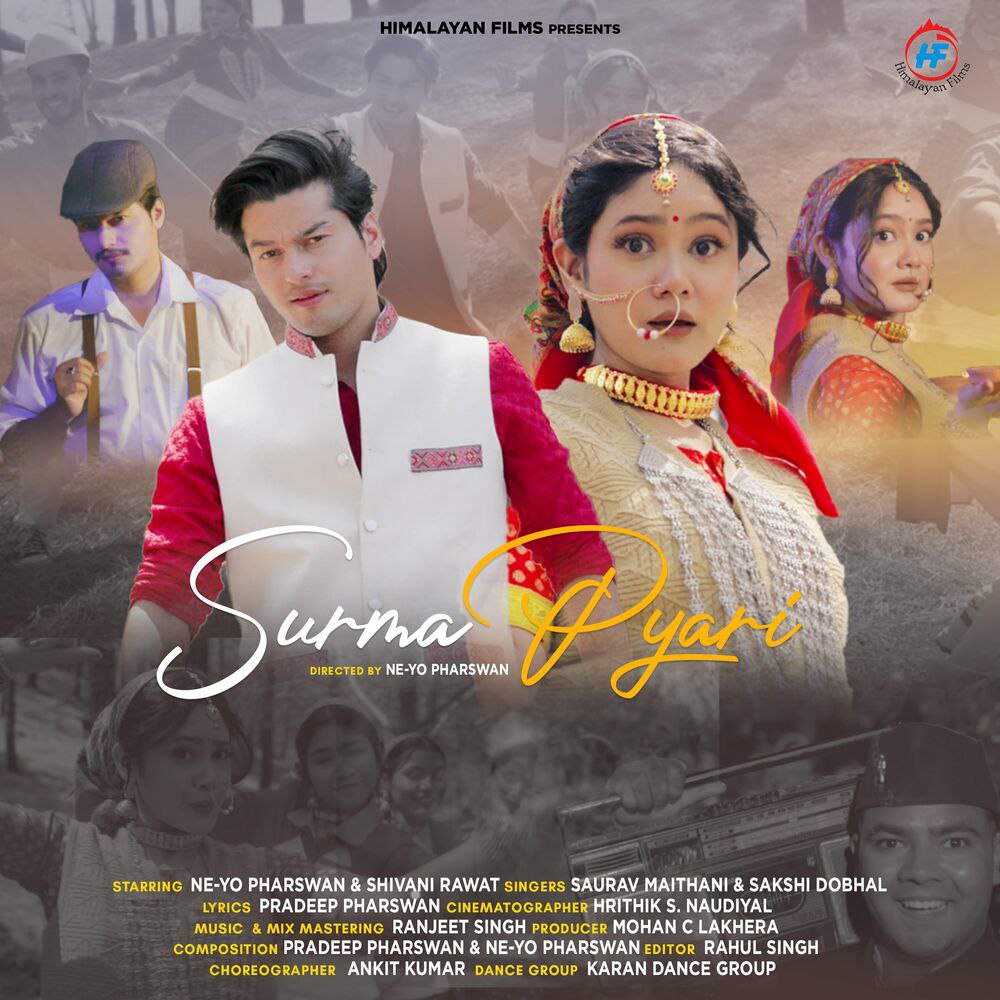 HIMALAYAN FILMS PRESENTS
HF
Himalayan Films
Surma Pyari
DIRECTED BY NE-YO PHARSWAN
STARRING NE-YO PHARSWAN & SHIVANI RAWAT SINGERS SAURAV MAITHANI & SAKSHI DOBHAL
LYRICS PRADEEP PHARSWAN CINEMATOGRAPHER HRITHIK S. NAUDIYAL
MUSIC & MIX MASTERING RANJEET SINGH PRODUCER MOHAN C LAKHERA
COMPOSITION PRADEEP PHARSWAN & NE-YO PHARSWAN EDITOR RAHUL SINGH
CHOREOGRAPHER ANKIT KUMAR DANCE GROUP KARAN DANCE GROUP